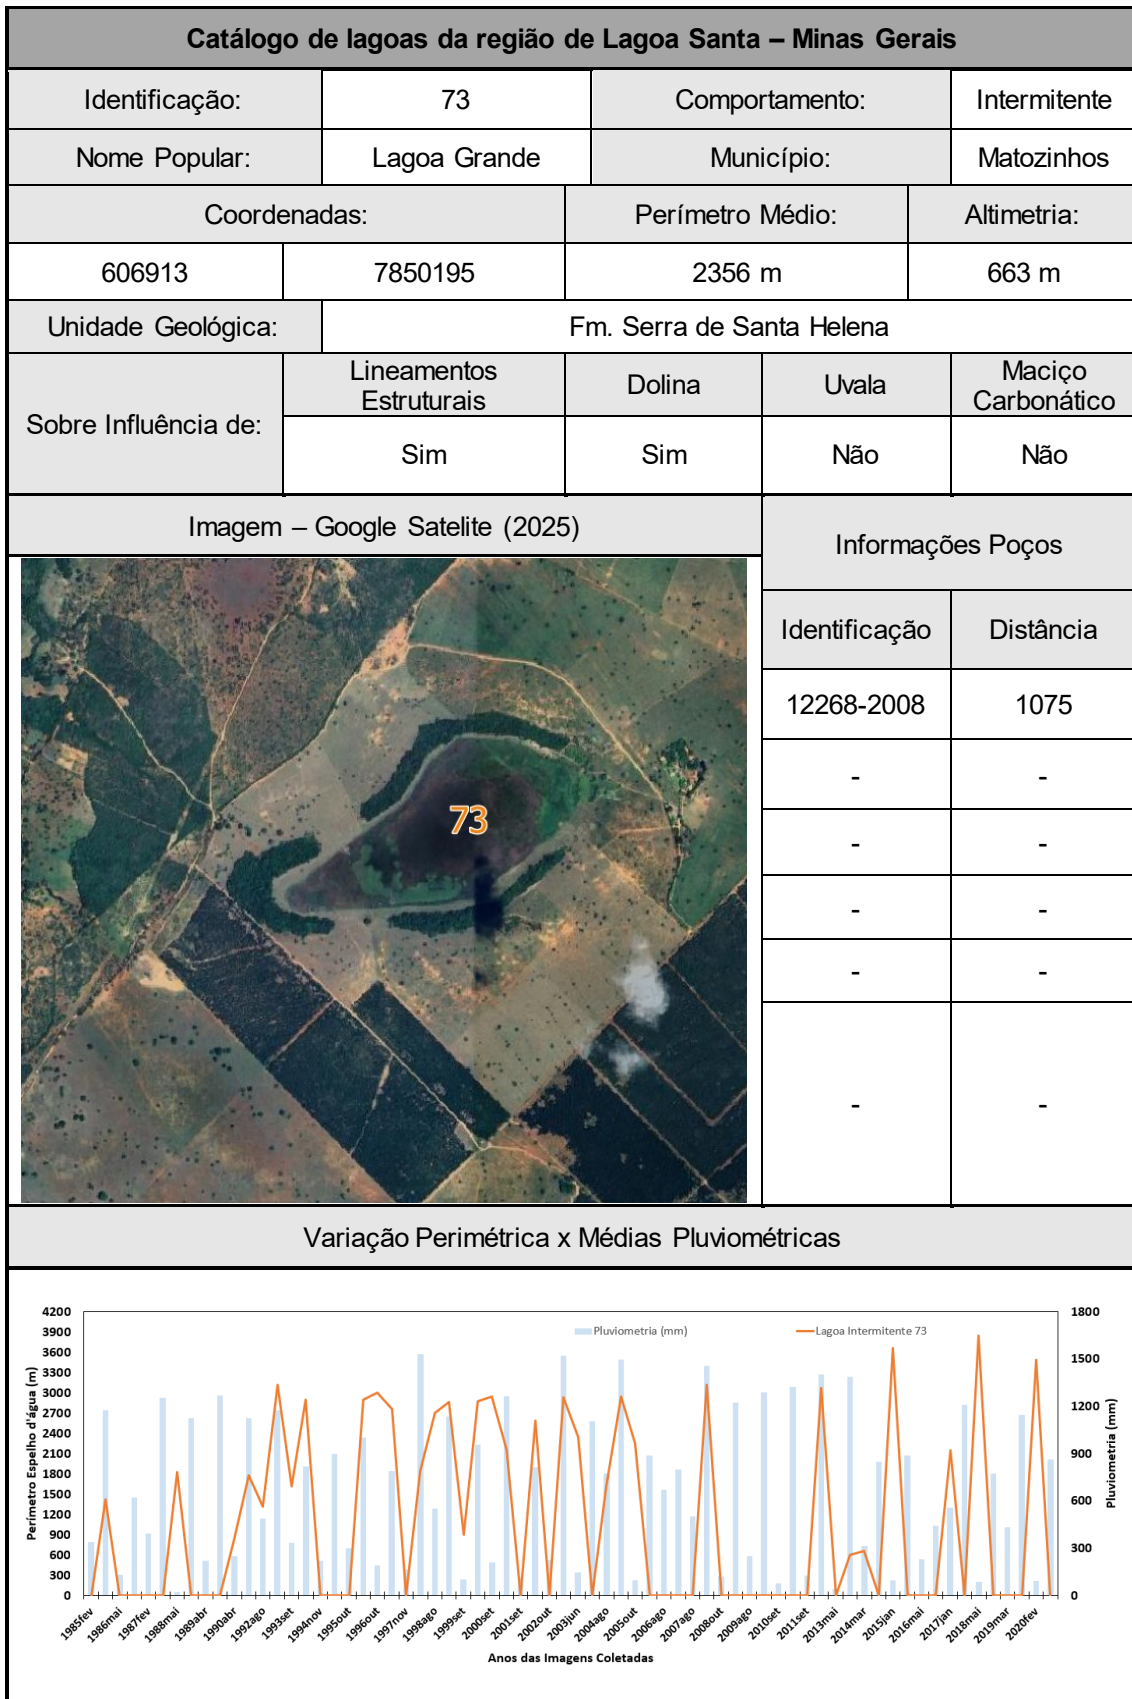 Catálogo de lagoas da região de Lagoa Santa – Minas Gerais
Identificação: 73 Comportamento: Intermitente
Nome Popular: Lagoa Grande Município: Matozinhos
Coordenadas: Perímetro Médio: Altimetria:
606913 7850195 2356 m 663 m
Unidade Geológica: Fm. Serra de Santa Helena
Sobre Influência de:
Lineamentos
Estruturais
Dolina
Uvala
Maciço
Carbonático
Sim Sim Não Não
Imagem – Google Satelite (2025)
Informações Poços
Identificação Distância
12268-2008 1075
- -
- -
- -
- -
- -
73
Variação Perimétrica x Médias Pluviométricas
Perímetro Espelho d'água (m)
4200
3900
3600
3300
3000
2700
2400
2100
1800
1500
1200
900
600
300
0
Pluviometria (mm)
Lagoa Intermitente 73
1800
1500
1200
900
600
300
0
Pluviometria (mm)
1985fev
1986mai
1987fev
1988mai
1989abr
1990abr
1992ago
1993set
1994nov
1995out
1996out
1997nov
1998ago
1999set
2000set
2001set
2002out
2003jun
2004ago
2005out
2006ago
2007ago
2008out
2009ago
2010set
2011set
2013mai
2014mar
2015jan
2016mai
2017jan
2018mai
2019mar
2020fev
Anos das Imagens Coletadas